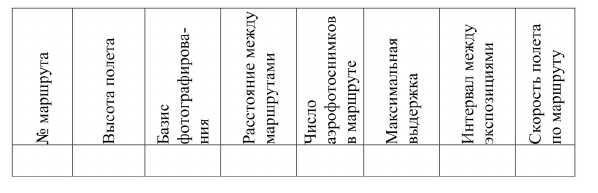 № маршрута
Высота полета
Базис
фотографирова-
ния
Расстояние между
маршрутами
Число
аэрофотоснимков
в маршруте
Максимальная
выдержка
Интервал между
экспозициями
Скорость полета
по маршруту